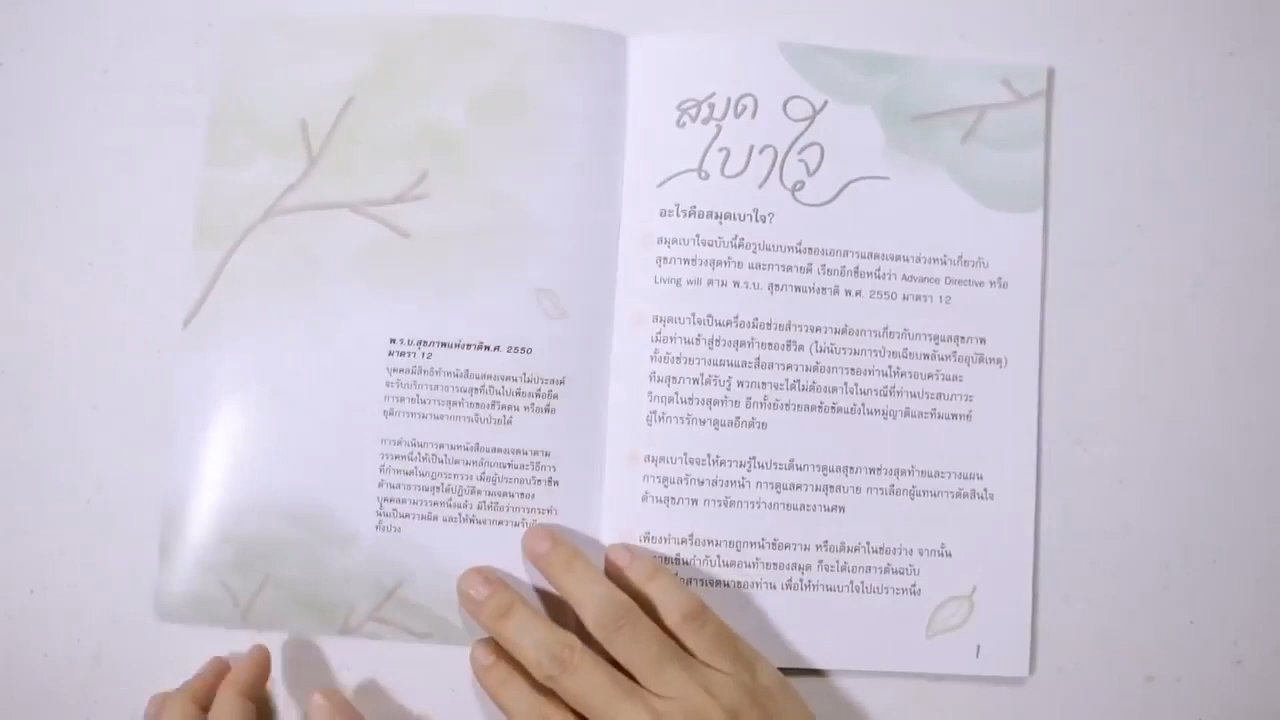 พ.ร.บ.สุขภาพแห่งชาติพ.ศ. 2550
มาตรา 12
บุคคลมีสิทธิทำหนังสือแสดงเจตนาไม่ประสงค์
จะรับบริการสาธารณสุขที่เป็นไปเพียงเพื่อยืด
การตายในวาระสุดท้ายของชีวิตตน หรือเพื่อ
ยุติการทรมานจากการเจ็บป่วยได้
การดำเนินการตามหนังสือแสดงเจตนาตาม
วรรคหนึ่งให้เป็นไปตามหลักเกณฑ์และวิธีการ
ที่กำหนดในกฎกระทรวง เมื่อผู้ประกอบวิชาชีพ
ด้านสาธารณสุขได้ปฏิบัติตามเจตนาของ
บุคคลตามวรรคหนึ่งแล้ว มิให้ถือว่าการกระทำ
นั้นเป็นความผิด และให้พ้นจากความ
ทั้งปวง
สมุด
เบาใจ
อะไรคือสมุดเบาใจ?
สมุดเบาใจฉบับนี้คือรูปแบบหนึ่งของเอกสารแสดงเจตนาล่วงหน้าเกี่ยวกับ
สุขภาพช่วงสุดท้าย และการตายดี เรียกอีกชื่อหนึ่งว่า Advance Directive หรือ
Living will ตาม พ.ร.บ. สุขภาพแห่งชาติ พ.ศ. 2550 มาตรา 12
สมุดเบาใจเป็นเครื่องมือช่วยสำรวจความต้องการเกี่ยวกับการดูแลสุขภาพ
เมื่อท่านเข้าสู่ช่วงสุดท้ายของชีวิต (ไม่นับรวมการป่วยเฉียบพลันหรืออุบัติเหตุ)
ทั้งยังช่วยวางแผนและสื่อสารความต้องการของท่านให้ครอบครัวและ
ทีมสุขภาพได้รับรู้ พวกเขาจะได้ไม่ต้องเดาใจในกรณีที่ท่านประสบภาวะ
วิกฤตในช่วงสุดท้าย อีกทั้งยังช่วยลดข้อขัดแย้งในหมู่ญาติและทีมแพทย์
ผู้ให้การรักษาดูแลอีกด้วย
สมุดเบาใจจะให้ความรู้ในประเด็นการดูแลสุขภาพช่วงสุดท้ายและวางแผน
การดูแลรักษาล่วงหน้า การดูแลความสุขสบาย การเลือกผู้แทนการตัดสินใจ
ด้านสุขภาพ การจัดการร่างกายและงานศพ
เพียงทำเครื่องหมายถูกหน้าข้อความ หรือเติมคำในช่องว่าง จากนั้น
เซ็นกำกับในตอนท้ายของสมุด ก็จะได้เอกสารต้นฉบับ
สารเจตนาของท่าน เพื่อให้ท่านเบาใจไปเปราะหนึ่ง
1